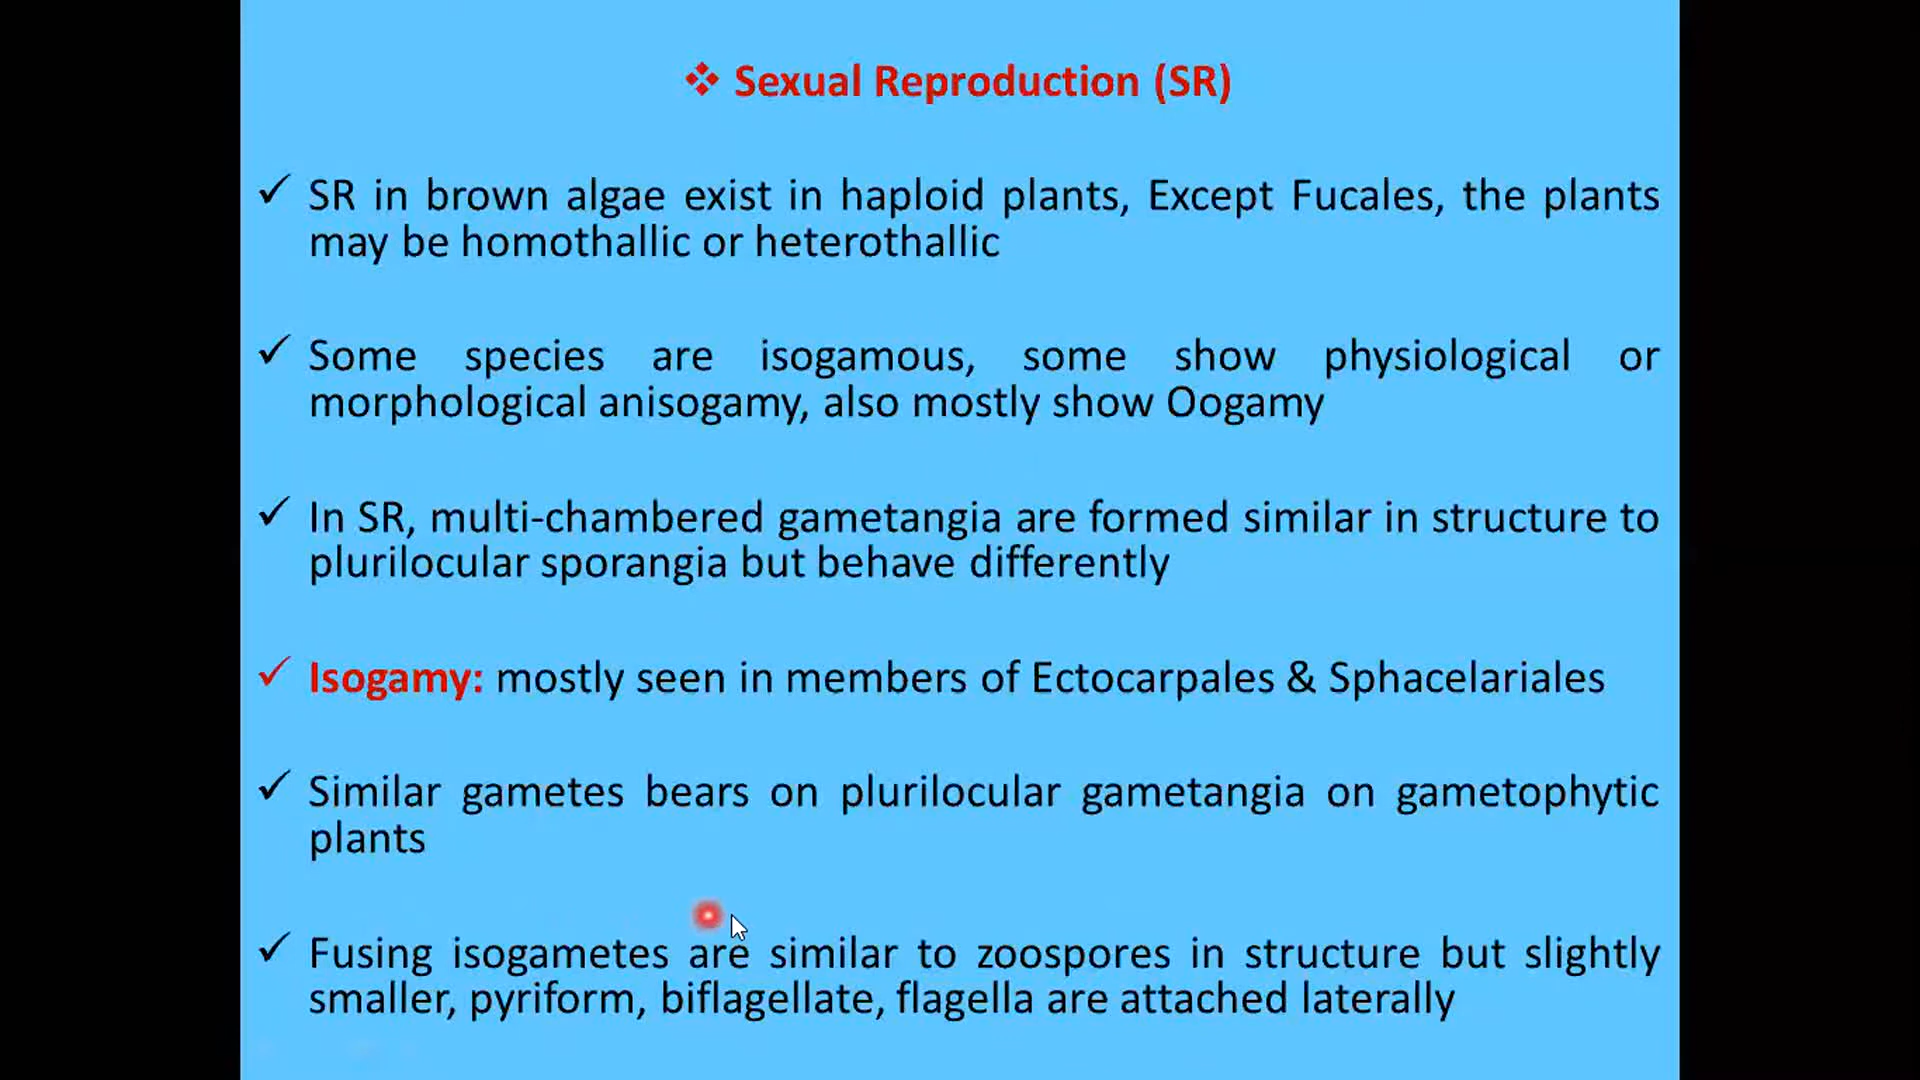 ❖ Sexual Reproduction (SR)
✓ SR in brown algae exist in haploid plants, Except Fucales, the plants
may be homothallic or heterothallic
✓ Some species are isogamous, some show physiological or
morphological anisogamy, also mostly show Oogamy
✓ In SR, multi-chambered gametangia are formed similar in structure to
plurilocular sporangia but behave differently
✓ Isogamy: mostly seen in members of Ectocarpales & Sphacelariales
✓ Similar gametes bears on plurilocular gametangia on gametophytic
plants
✓ Fusing isogametes are similar to zoospores in structure but slightly
smaller, pyriform, biflagellate, flagella are attached laterally